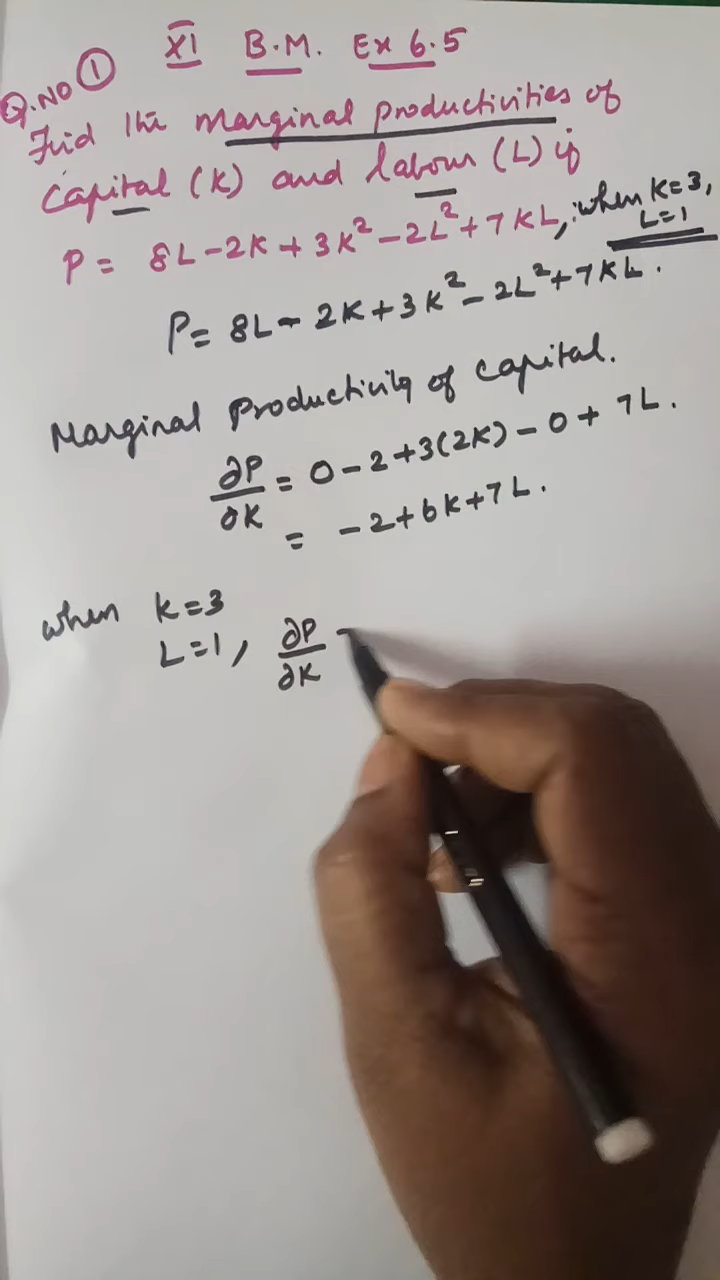 XI B.M. Ex 6.5
Q.NO 1
Find the marginal productivities of
capital (K) and labour (L) if
P = 8L - 2K + 3K² - 2L² + 7KL, when K=3,
L=1
P = 8L - 2K + 3K² - 2L² + 7KL.
Marginal Productivity of capital.
∂P/∂K = 0 - 2 + 3(2K) - 0 + 7L.
= -2 + 6K + 7L.
when K=3
L=1, ∂P/∂K